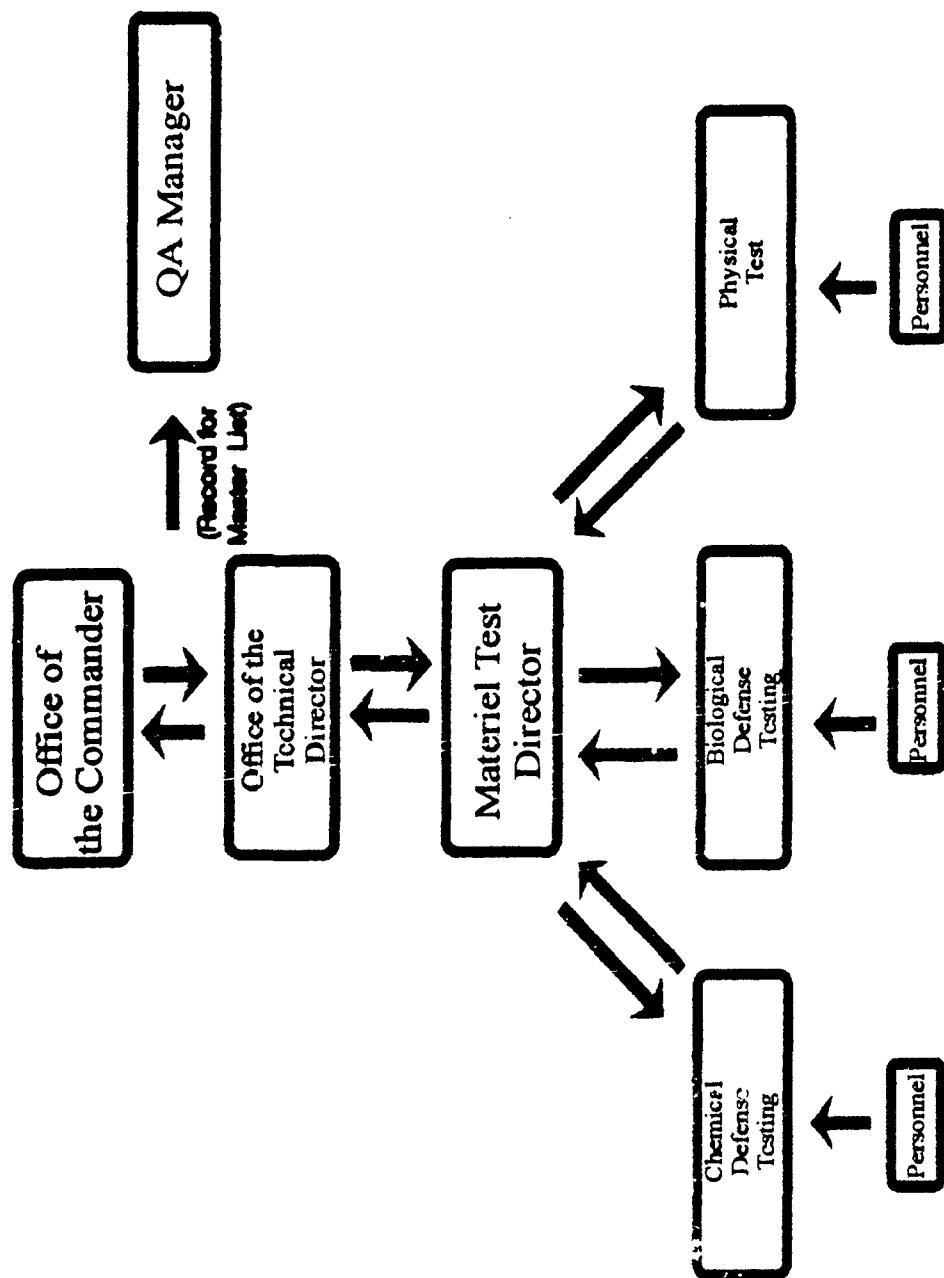 Office of
the Commander
QA Manager
(Record for
Master List)
Office of the
Technical
Director
Materiel Test
Director
Chemical
Defense
Testing
Biological
Defense
Testing
Physical
Test
Personnel
Personnel
Personnel